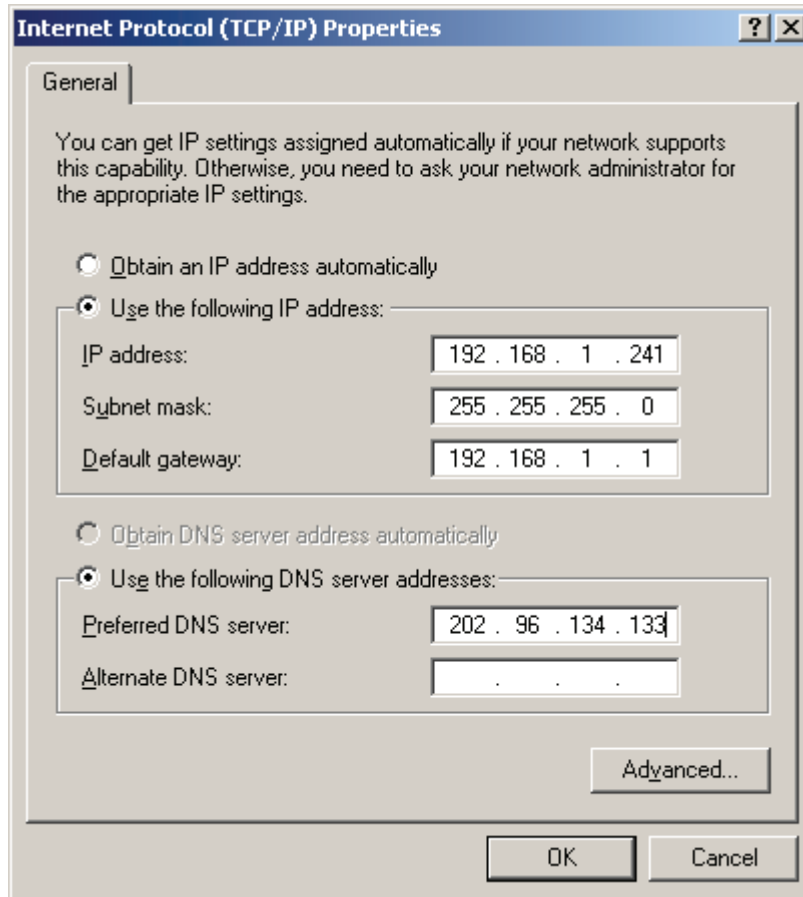 Internet Protocol (TCP/IP) Properties
General
You can get IP settings assigned automatically if your network supports
this capability. Otherwise, you need to ask your network administrator for
the appropriate IP settings.
Obtain an IP address automatically
Use the following IP address:
IP address: 192 . 168 . 1 . 241
Subnet mask: 255 . 255 . 255 . 0
Default gateway: 192 . 168 . 1 . 1
Obtain DNS server address automatically
Use the following DNS server addresses:
Preferred DNS server: 202 . 96 . 134 . 133
Alternate DNS server: . . .
Advanced...
OK Cancel